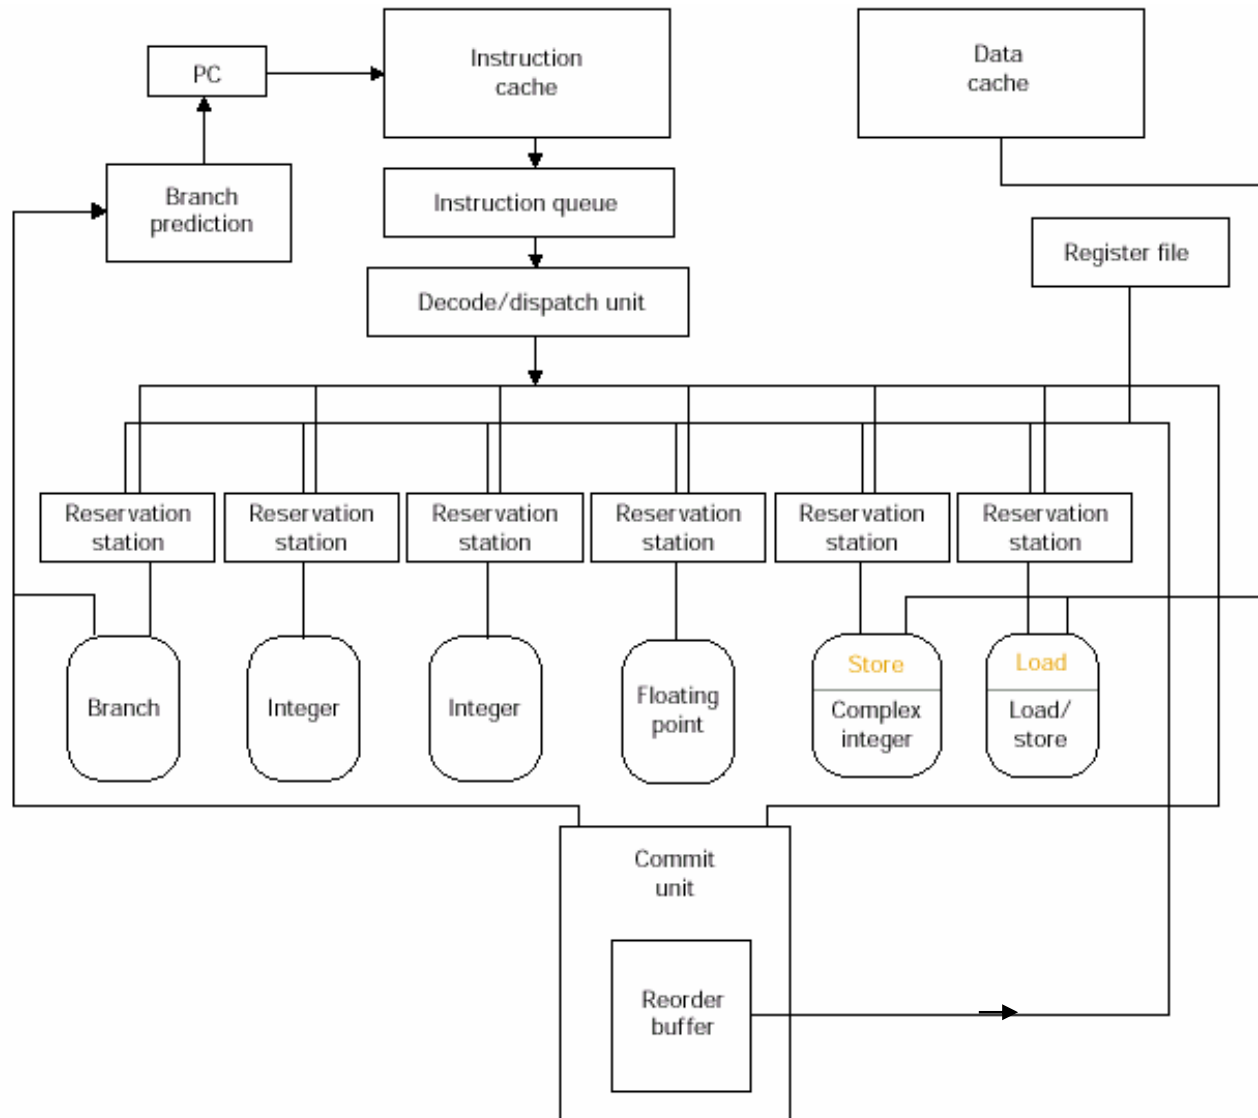 Instruction
cache
Data
cache
PC
Branch
prediction
Instruction queue
Register file
Decode/dispatch unit
Reservation
station
Reservation
station
Reservation
station
Reservation
station
Reservation
station
Reservation
station
Branch
Integer
Integer
Floating
point
Store
Complex
integer
Load
Load/
store
Commit
unit
Reorder
buffer